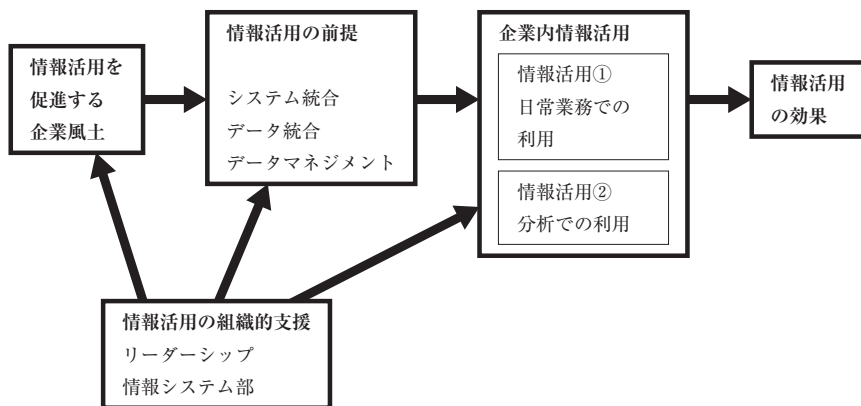 情報活用を
促進する
企業風土
情報活用の前提
システム統合
データ統合
データマネジメント
企業内情報活用
情報活用①
日常業務での
利用
情報活用②
分析での利用
情報活用
の効果
情報活用の組織的支援
リーダーシップ
情報システム部